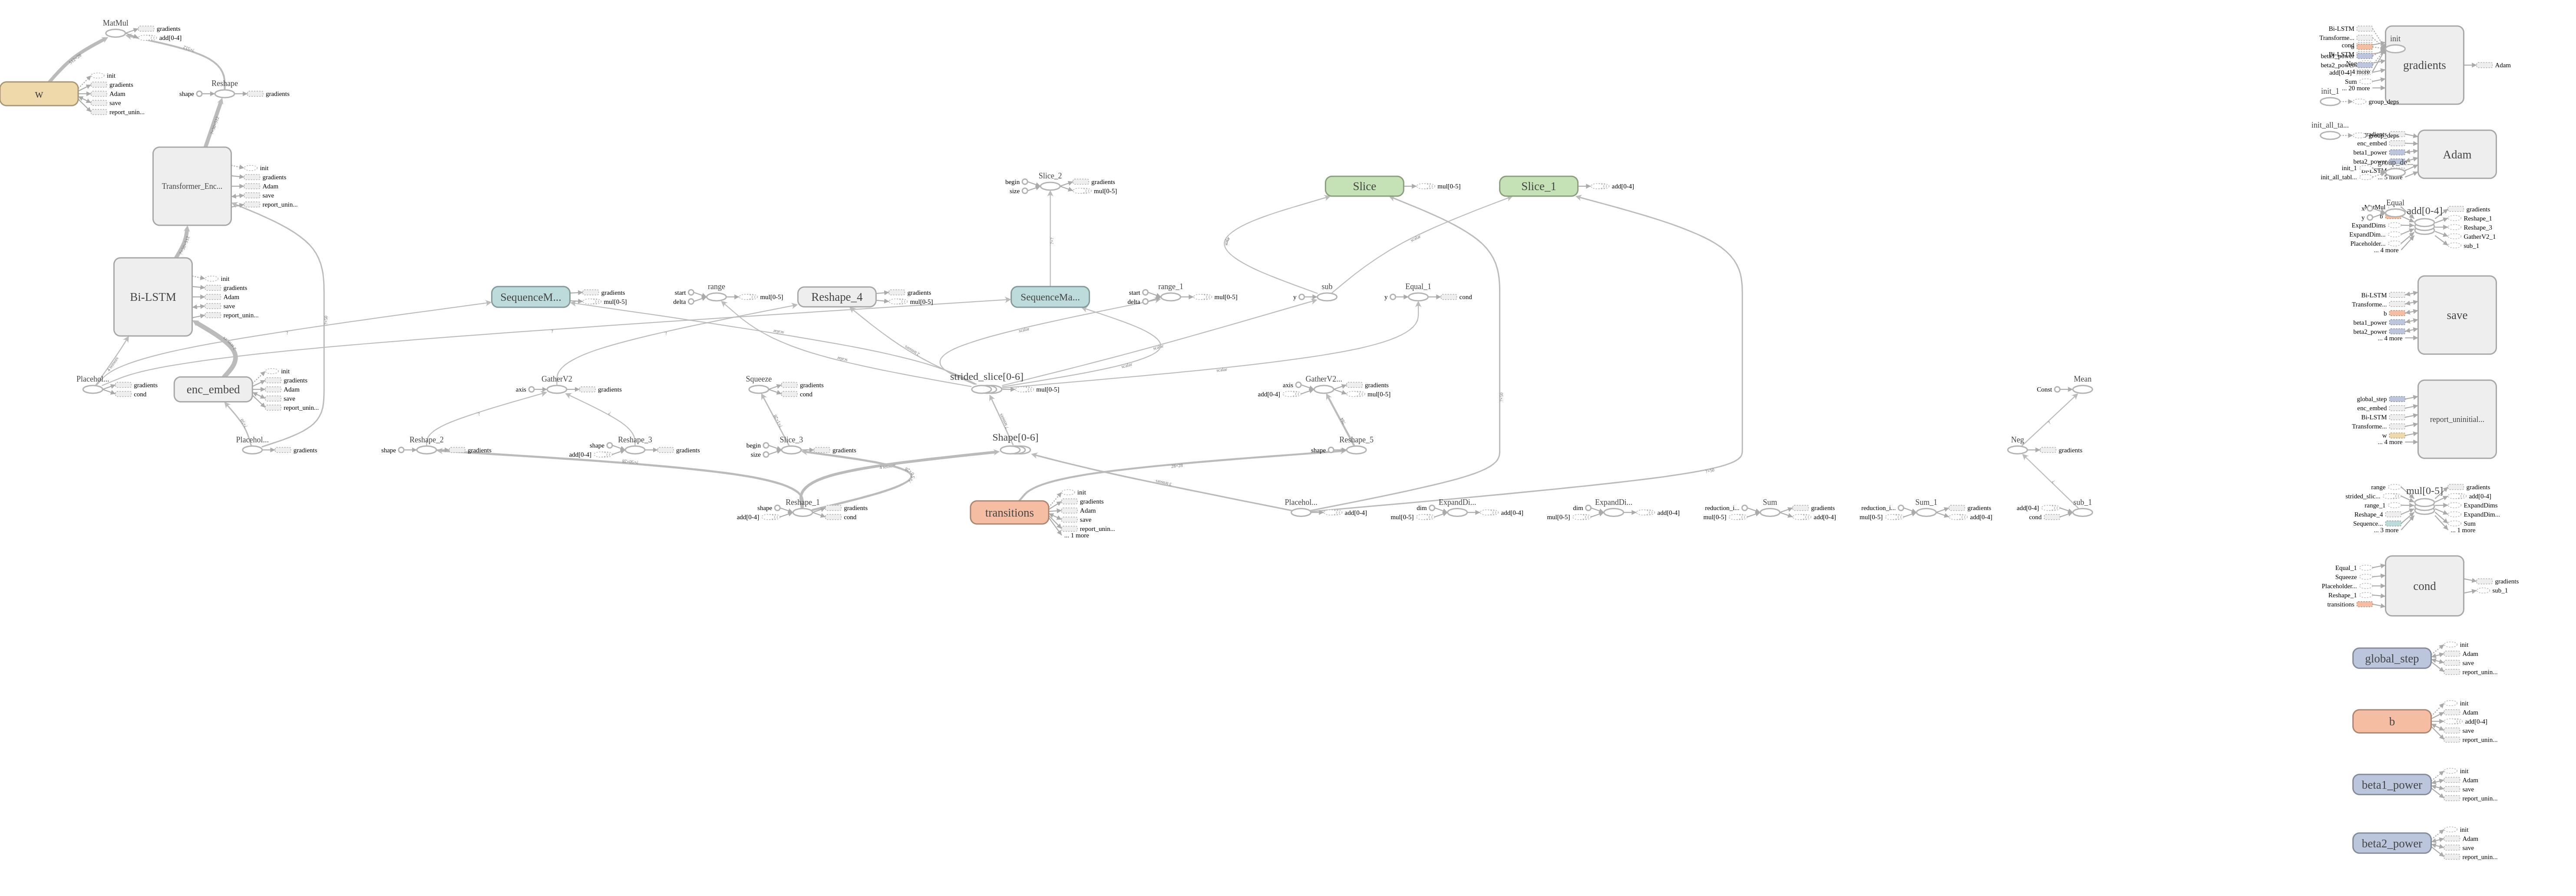 MatMul
gradients
add[0-4]
w
init
gradients
Adam
save
report_unin...
Reshape
shape
gradients
Transformer_Enc...
init
gradients
Adam
save
report_unin...
Bi-LSTM
init
gradients
Adam
save
report_unin...
Placehol...
gradients
cond
enc_embed
init
gradients
Adam
save
report_unin...
Placehol...
gradients
SequenceM...
gradients
mul[0-5]
range
start
delta
mul[0-5]
Reshape_4
gradients
mul[0-5]
Slice_2
begin
size
gradients
mul[0-5]
SequenceMa...
range_1
start
delta
mul[0-5]
Slice
mul[0-5]
Slice_1
add[0-4]
sub
y
Equal_1
y
cond
GatherV2
axis
gradients
Squeeze
gradients
cond
strided_slice[0-6]
mul[0-5]
GatherV2...
axis
add[0-4]
gradients
mul[0-5]
Mean
Const
Reshape_2
shape
gradients
Reshape_3
shape
add[0-4]
gradients
Slice_3
begin
size
gradients
Shape[0-6]
Reshape_5
shape
Neg
gradients
Reshape_1
shape
add[0-4]
gradients
cond
transitions
init
gradients
Adam
save
report_unin...
... 1 more
Placehol...
add[0-4]
ExpandDi...
dim
mul[0-5]
add[0-4]
ExpandDi...
dim
mul[0-5]
add[0-4]
Sum
reduction_i...
mul[0-5]
gradients
add[0-4]
Sum_1
reduction_i...
mul[0-5]
gradients
add[0-4]
sub_1
add[0-4]
cond
Bi-LSTM
Transforme...
cond
init
Bi-LSTM
beta2_power
add[0-4]
Sum
... 20 more
gradients
Adam
init_1
group_deps
init_all_ta...
enc_embed
beta1_power
beta2_power
init_1
init_all_tabl...
... 5 more
Adam
Equal
y
ExpandDims
ExpandDim...
Placeholder...
... 4 more
add[0-4]
gradients
Reshape_1
Reshape_3
GatherV2_1
sub_1
Bi-LSTM
Transforme...
b
beta1_power
beta2_power
... 4 more
save
global_step
enc_embed
Bi-LSTM
Transforme...
w
... 4 more
report_uninitial...
range
strided_slic...
range_1
Reshape_4
Sequence...
... 3 more
mul[0-5]
gradients
add[0-4]
ExpandDims
ExpandDim...
Sum
... 1 more
Equal_1
Squeeze
Placeholder...
Reshape_1
transitions
cond
gradients
sub_1
global_step
init
Adam
save
report_unin...
b
init
Adam
add[0-4]
save
report_unin...
beta1_power
init
Adam
save
report_unin...
beta2_power
init
Adam
save
report_unin...